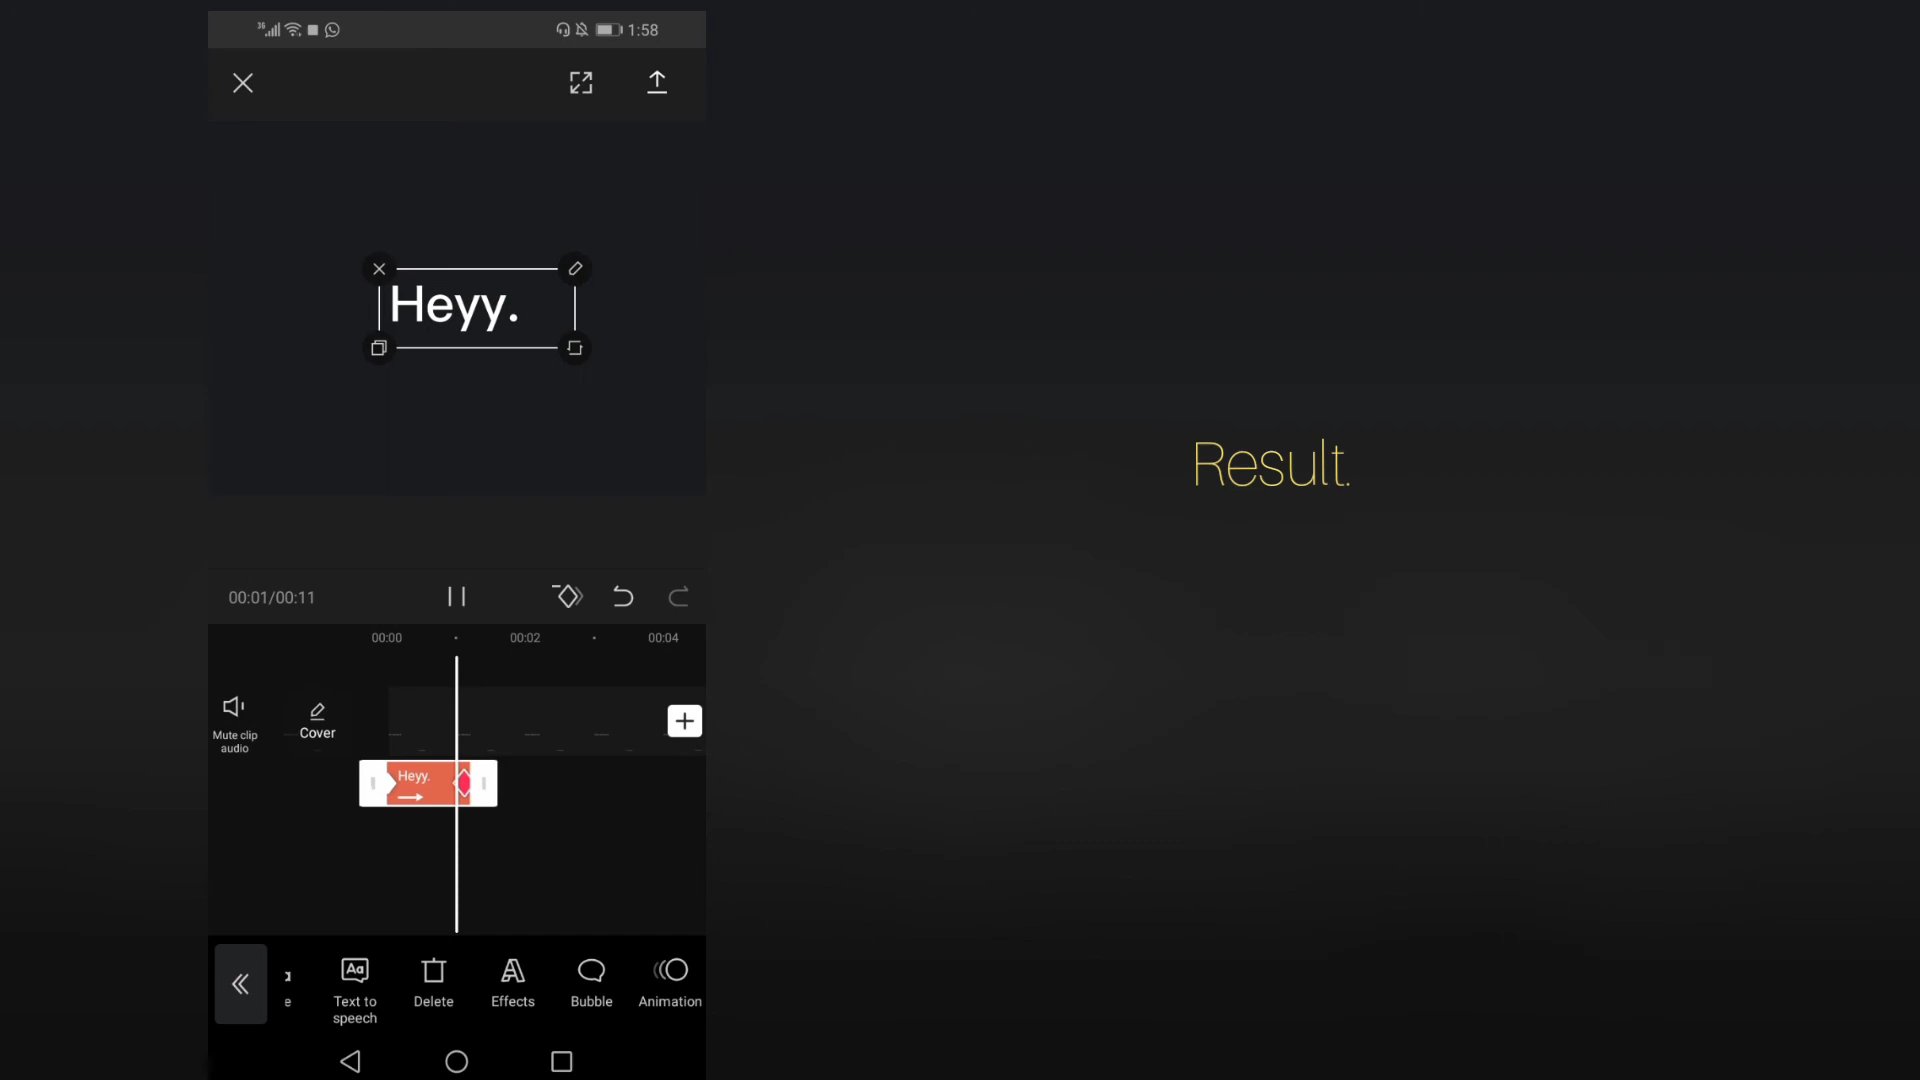 3G
1:58
Heyy.
Result.
00:01/00:11
00:00
00:02
00:04
Mute clip
audio
Cover
Heyy.
e
Text to
speech
Delete
Effects
Bubble
Animation